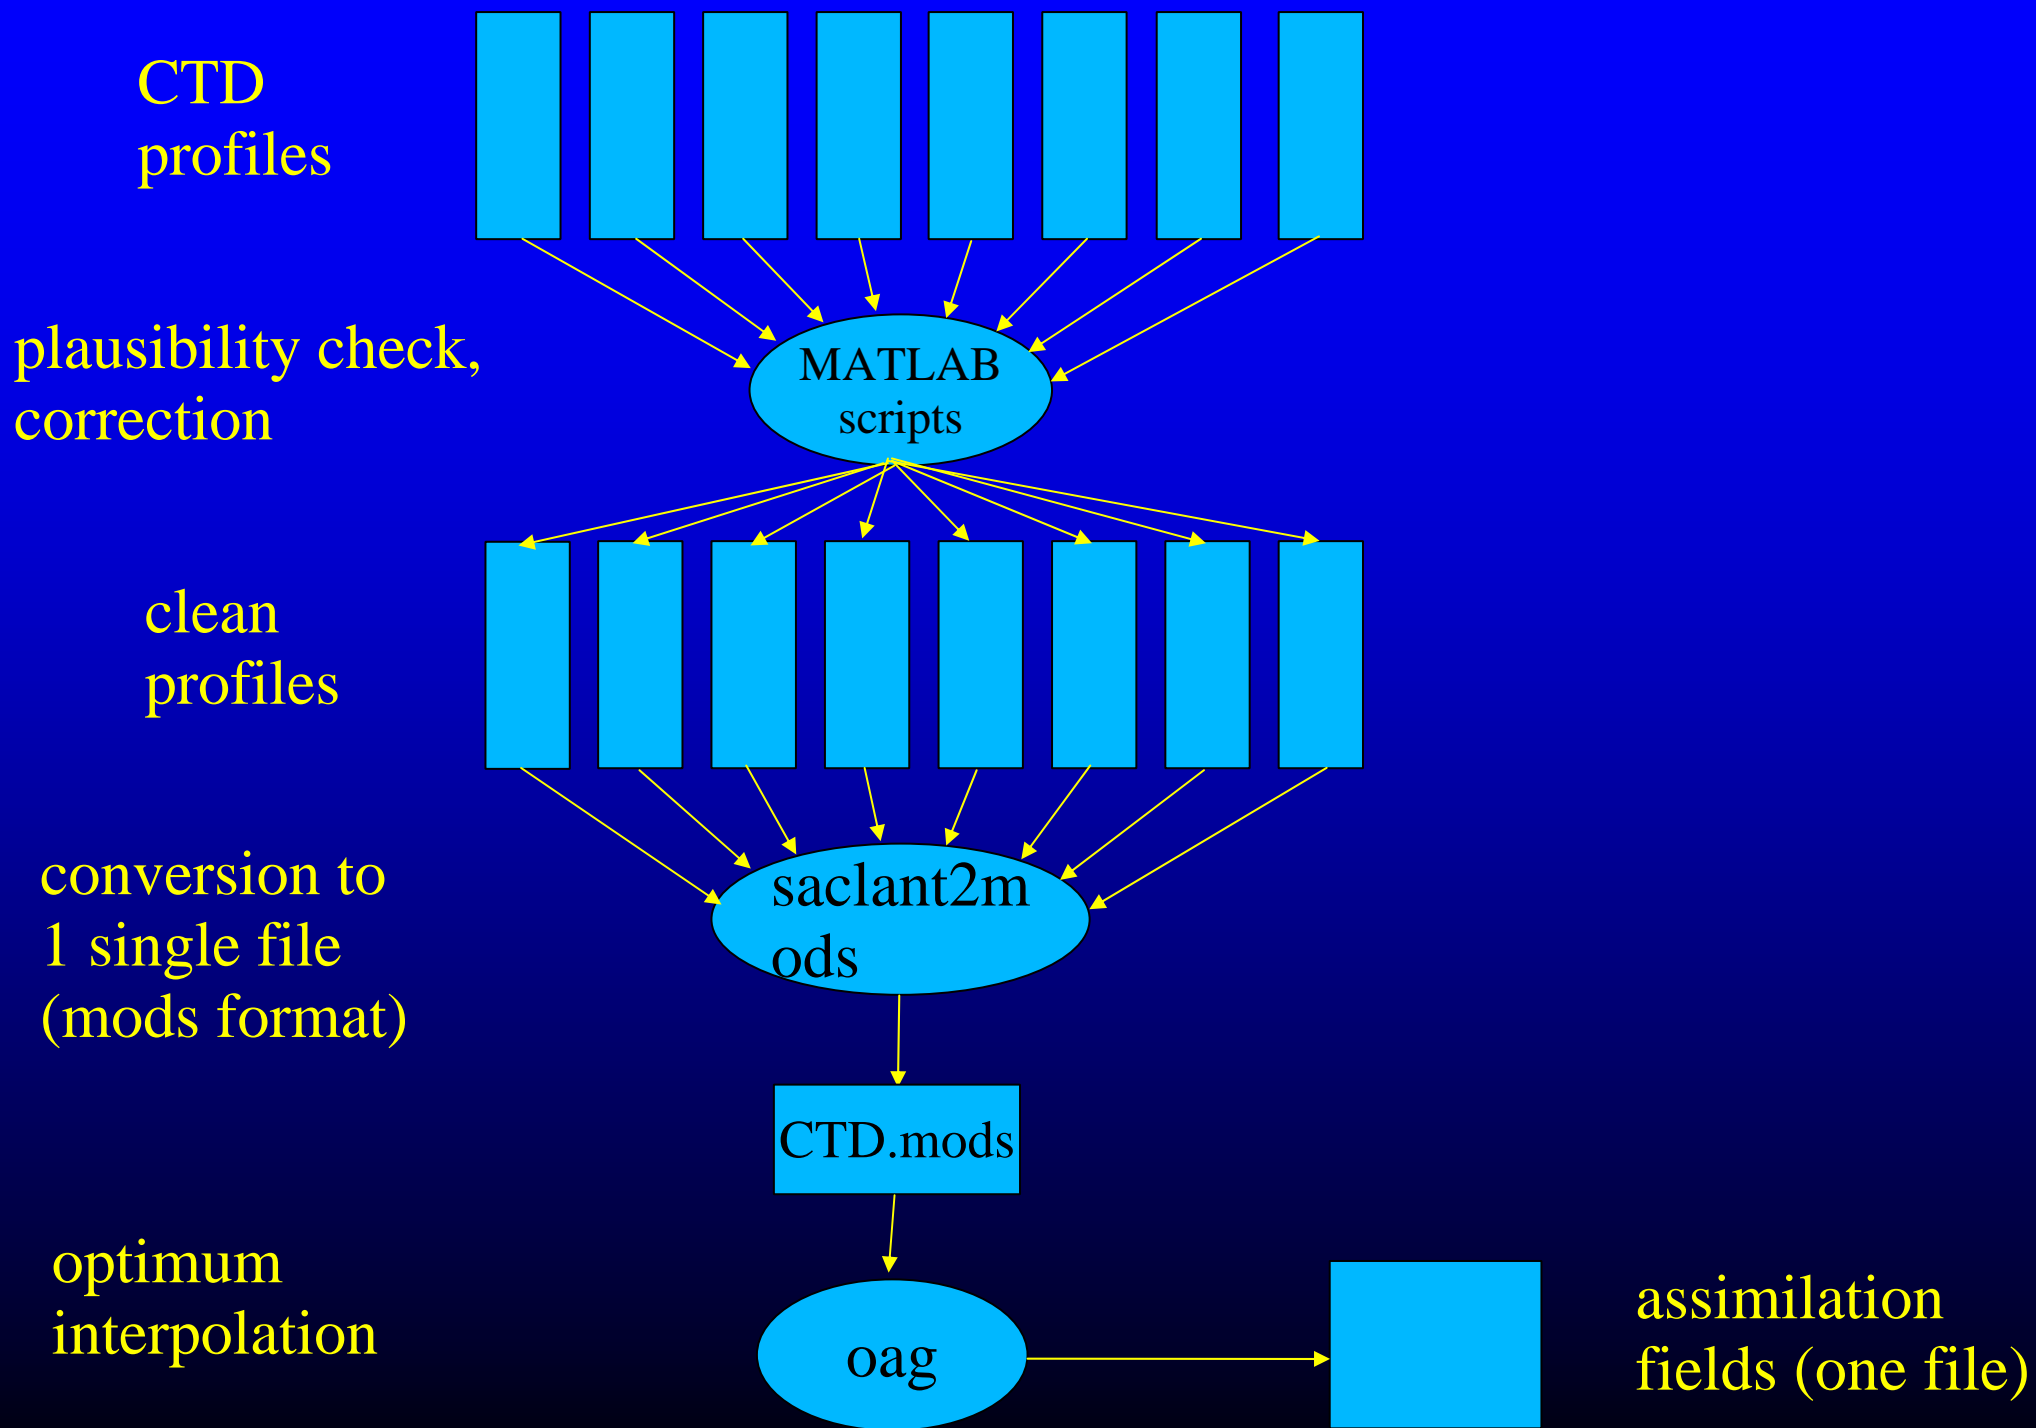 CTD
profiles
plausibility check,
correction
MATLAB
scripts
clean
profiles
conversion to
1 single file
(mods format)
saclant2m
ods
CTD.mods
optimum
interpolation
oag
assimilation
fields (one file)